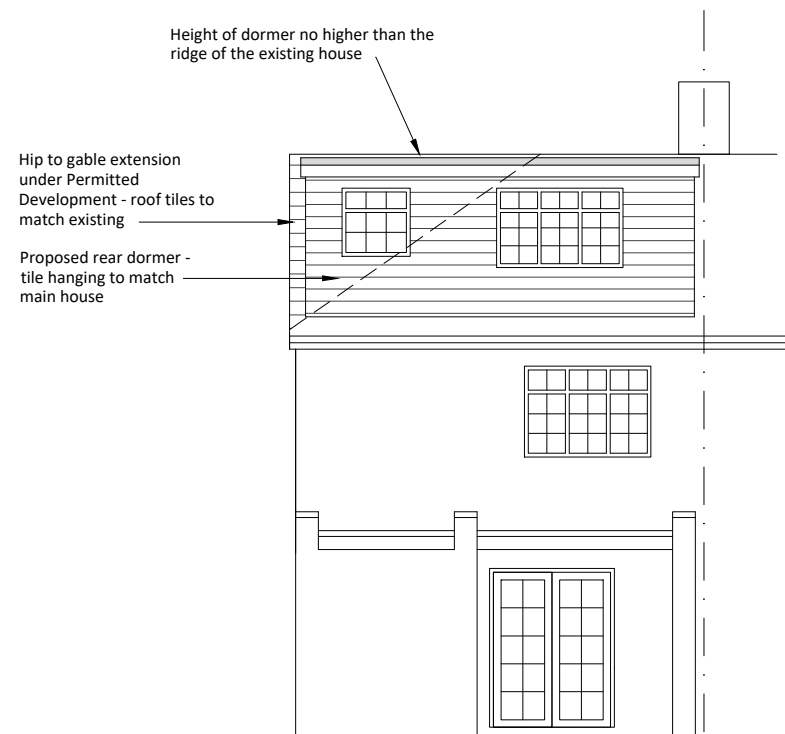 Height of dormer no higher than the
ridge of the existing house
Hip to gable extension
under Permitted
Development - roof tiles to
match existing
Proposed rear dormer -
tile hanging to match
main house